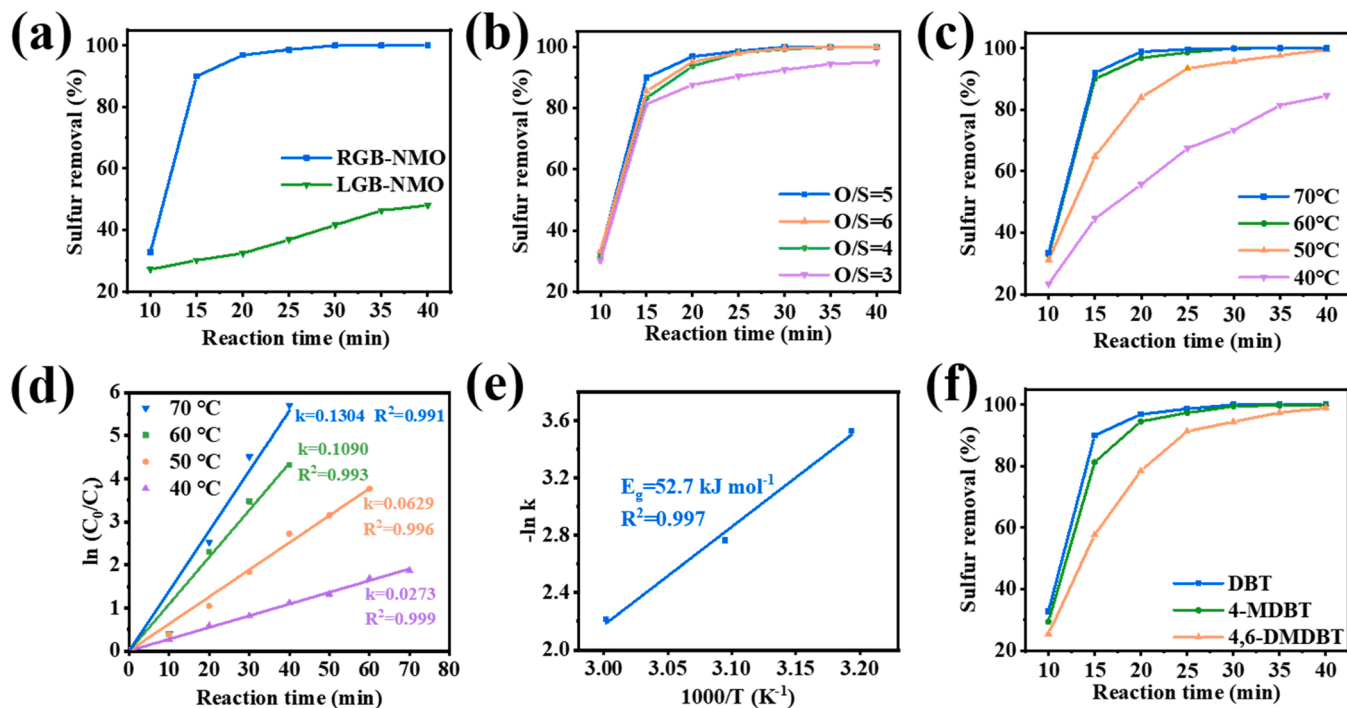 (a)
Sulfur removal (%)
100
80
60
40
20
RGB-NMO
LGB-NMO
10 15 20 25 30 35 40
Reaction time (min)
(b)
Sulfur removal (%)
100
80
60
40
20
O/S=5
O/S=6
O/S=4
O/S=3
10 15 20 25 30 35 40
Reaction time (min)
(c)
Sulfur removal (%)
100
80
60
40
20
70°C
60°C
50°C
40°C
10 15 20 25 30 35 40
Reaction time (min)
(d)
ln (C₀/Cₜ)
6
5
4
3
2
1
0
70 °C
60 °C
50 °C
40 °C
k=0.1304 R²=0.991
k=0.1090
R²=0.993
k=0.0629
R²=0.996
k=0.0273
R²=0.999
0 10 20 30 40 50 60 70 80
Reaction time (min)
(e)
-ln k
3.6
3.2
2.8
2.4
2.0
E_g=52.7 kJ mol⁻¹
R²=0.997
3.00 3.05 3.10 3.15 3.20
1000/T (K⁻¹)
(f)
Sulfur removal (%)
100
80
60
40
20
DBT
4-MDBT
4,6-DMDBT
10 15 20 25 30 35 40
Reaction time (min)